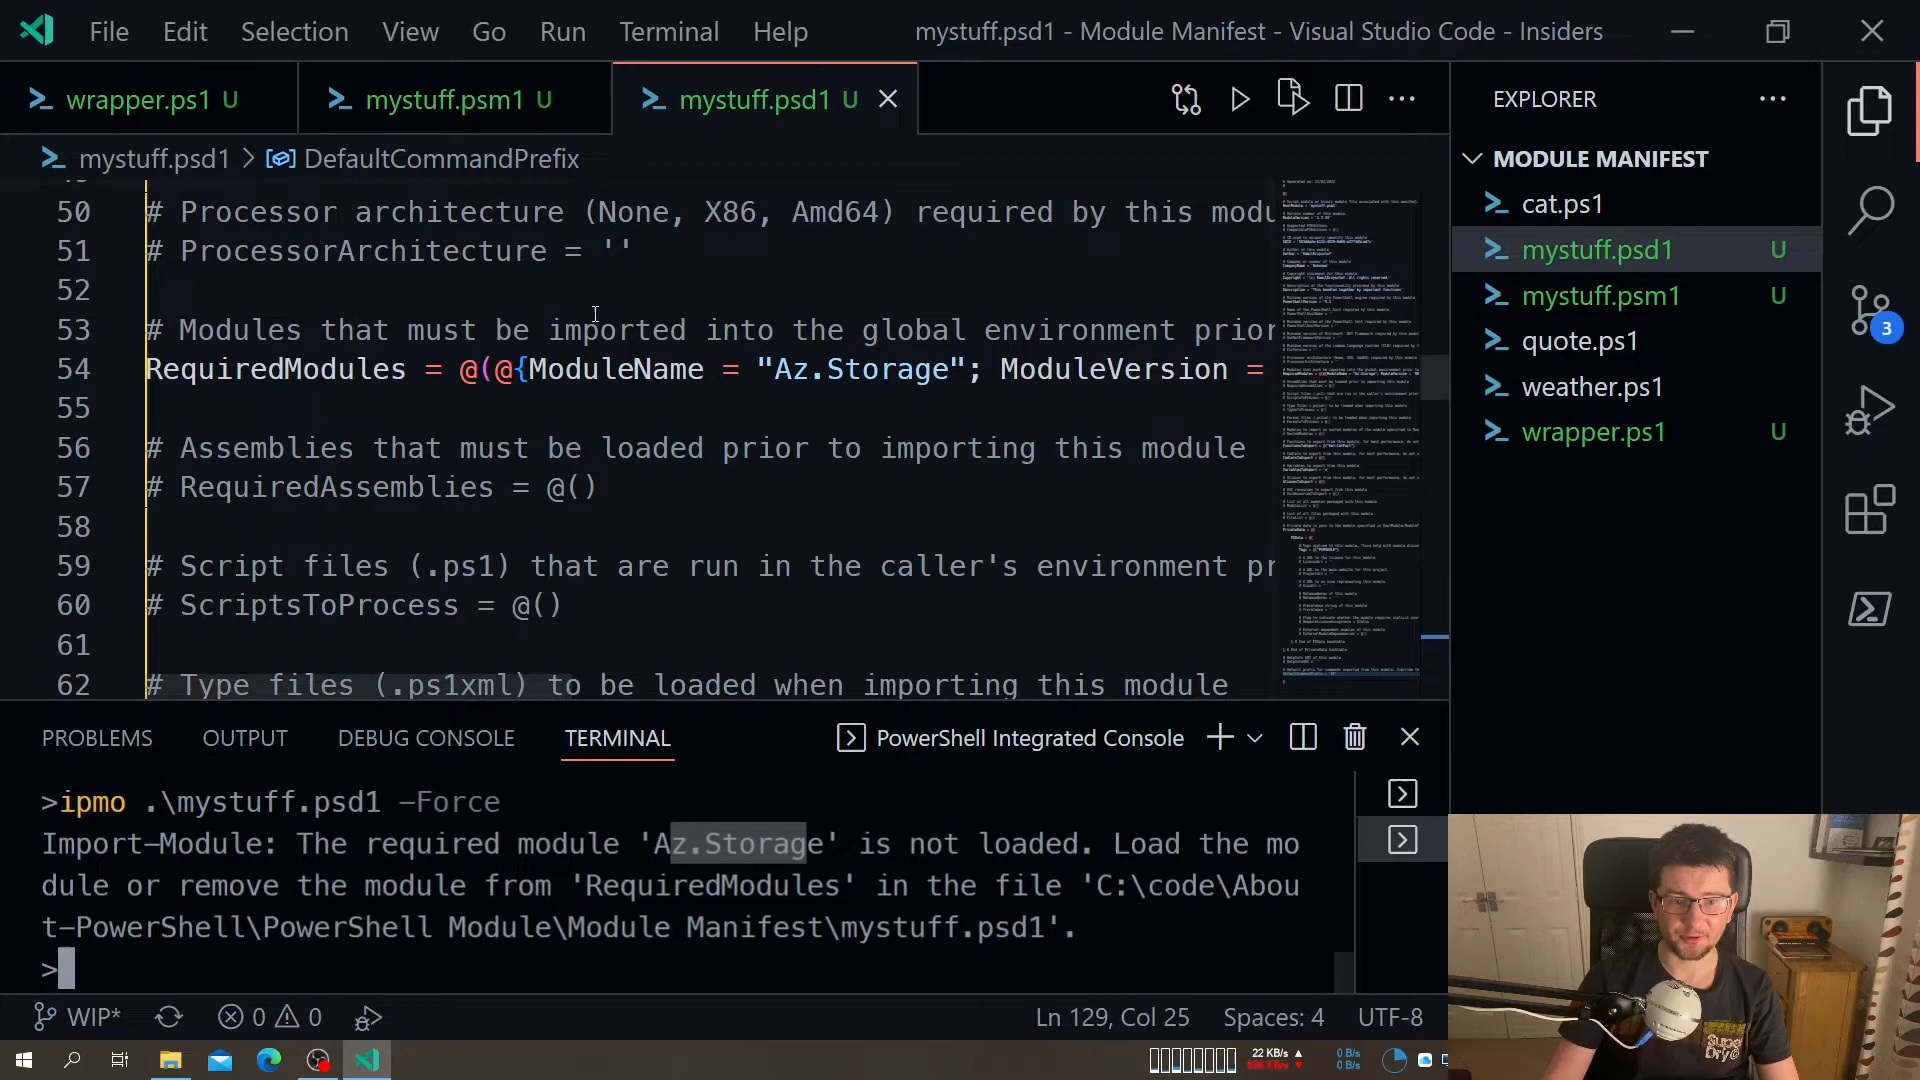 File Edit Selection View Go Run Terminal Help mystuff.psd1 - Module Manifest - Visual Studio Code - Insiders
wrapper.ps1 U mystuff.psm1 U mystuff.psd1 U
mystuff.psd1 > DefaultCommandPrefix
50 # Processor architecture (None, X86, Amd64) required by this modu
51 # ProcessorArchitecture = ''
52
53 # Modules that must be imported into the global environment prior
54 RequiredModules = @(@{ModuleName = "Az.Storage"; ModuleVersion =
55
56 # Assemblies that must be loaded prior to importing this module
57 # RequiredAssemblies = @()
58
59 # Script files (.ps1) that are run in the caller's environment pr
60 # ScriptsToProcess = @()
61
62 # Type files (.ps1xml) to be loaded when importing this module
EXPLORER
MODULE MANIFEST
cat.ps1
mystuff.psd1 U
mystuff.psm1 U
quote.ps1
weather.ps1
wrapper.ps1 U
3
PROBLEMS OUTPUT DEBUG CONSOLE TERMINAL PowerShell Integrated Console
>ipmo .\mystuff.psd1 -Force
Import-Module: The required module 'Az.Storage' is not loaded. Load the mo
dule or remove the module from 'RequiredModules' in the file 'C:\code\Abou
t-PowerShell\PowerShell Module\Module Manifest\mystuff.psd1'.
>
WIP* 0 0 Ln 129, Col 25 Spaces: 4 UTF-8
22 KB/s 0 B/s
0 B/s
Super
Dry